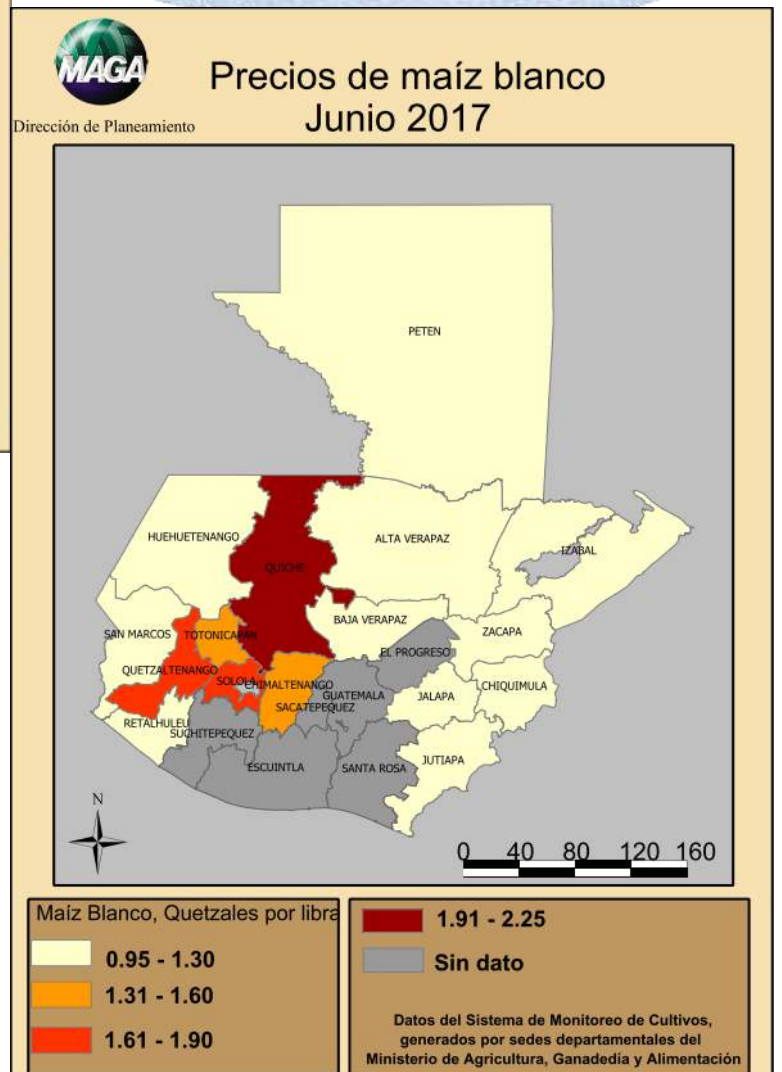 MAGA
Dirección de Planeamiento
Precios de maíz blanco
Junio 2017
PETEN
HUEHUETENANGO
ALTA VERAPAZ
IZABAL
QUICHE
BAJA VERAPAZ
ZACAPA
SAN MARCOS
TOTONICAPAN
EL PROGRESO
QUETZALTENANGO
SOLOLA
CHIMALTENANGO
CHIQUIMULA
GUATEMALA
JALAPA
SACATEPEQUEZ
RETALHULEU
SUCHITEPEQUEZ
JUTIAPA
ESCUINTLA
SANTA ROSA
N
0 40 80 120 160
Maíz Blanco, Quetzales por libra
0.95 - 1.30
1.31 - 1.60
1.61 - 1.90
1.91 - 2.25
Sin dato
Datos del Sistema de Monitoreo de Cultivos,
generados por sedes departamentales del
Ministerio de Agricultura, Ganadedía y Alimentación